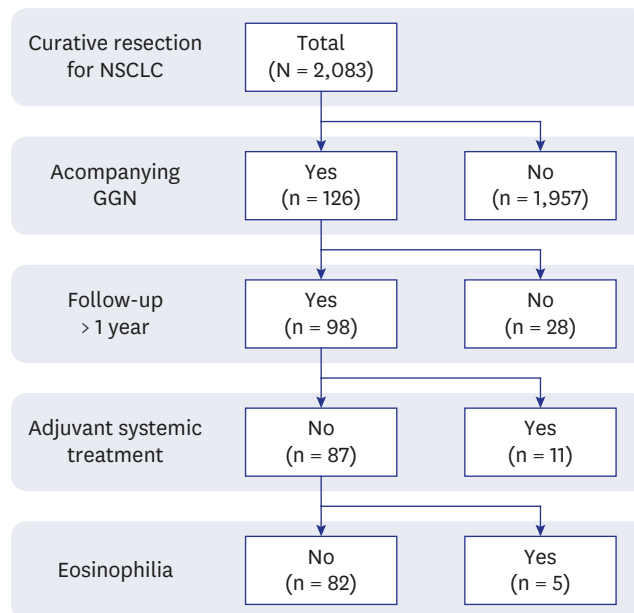 Curative resection
for NSCLC
Total
(N = 2,083)
Acompanying
GGN
Yes
(n = 126)
No
(n = 1,957)
Follow-up
> 1 year
Yes
(n = 98)
No
(n = 28)
Adjuvant systemic
treatment
No
(n = 87)
Yes
(n = 11)
Eosinophilia
No
(n = 82)
Yes
(n = 5)